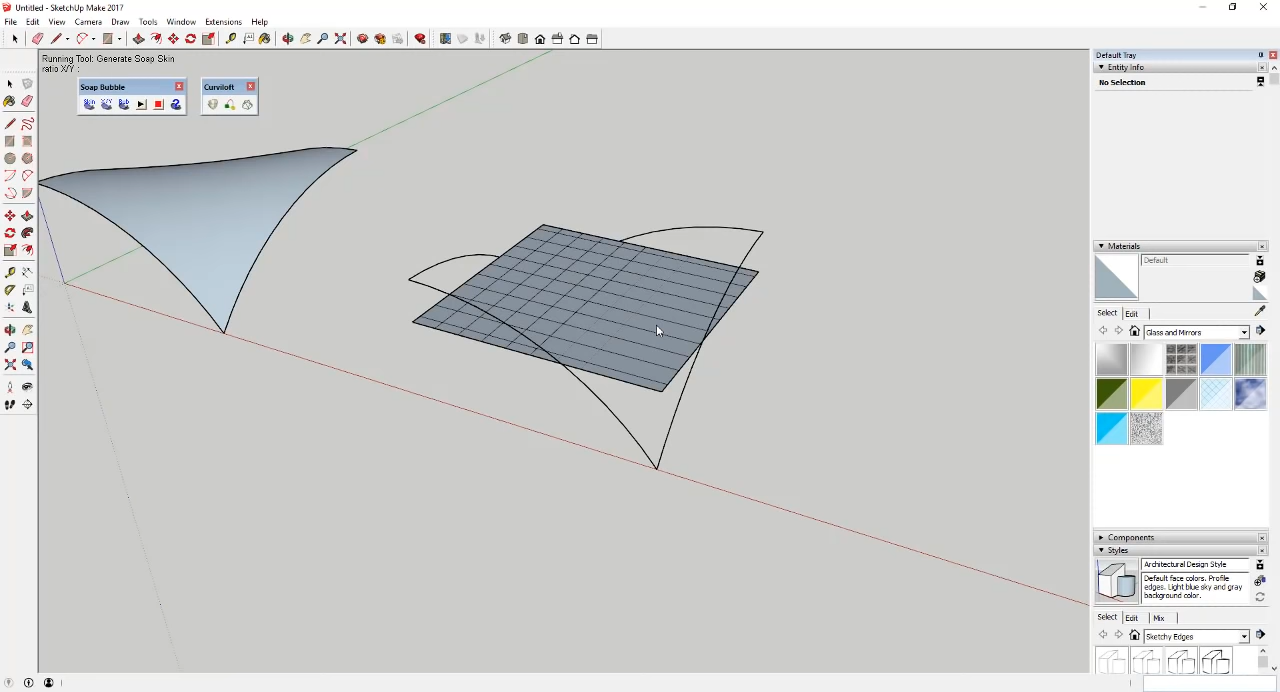 Untitled - SketchUp Make 2017
File Edit View Camera Draw Tools Window Extensions Help
Running Tool: Generate Soap Skin
ratio X/Y :
Soap Bubble
Curviloft
Skin X/Y Bub
Default Tray
Entity Info
No Selection
Materials
Default
Select Edit
Glass and Mirrors
Components
Styles
Architectural Design Style
Default face colors. Profile
edges. Light blue sky and gray
background color.
Select Edit Mix
Sketchy Edges